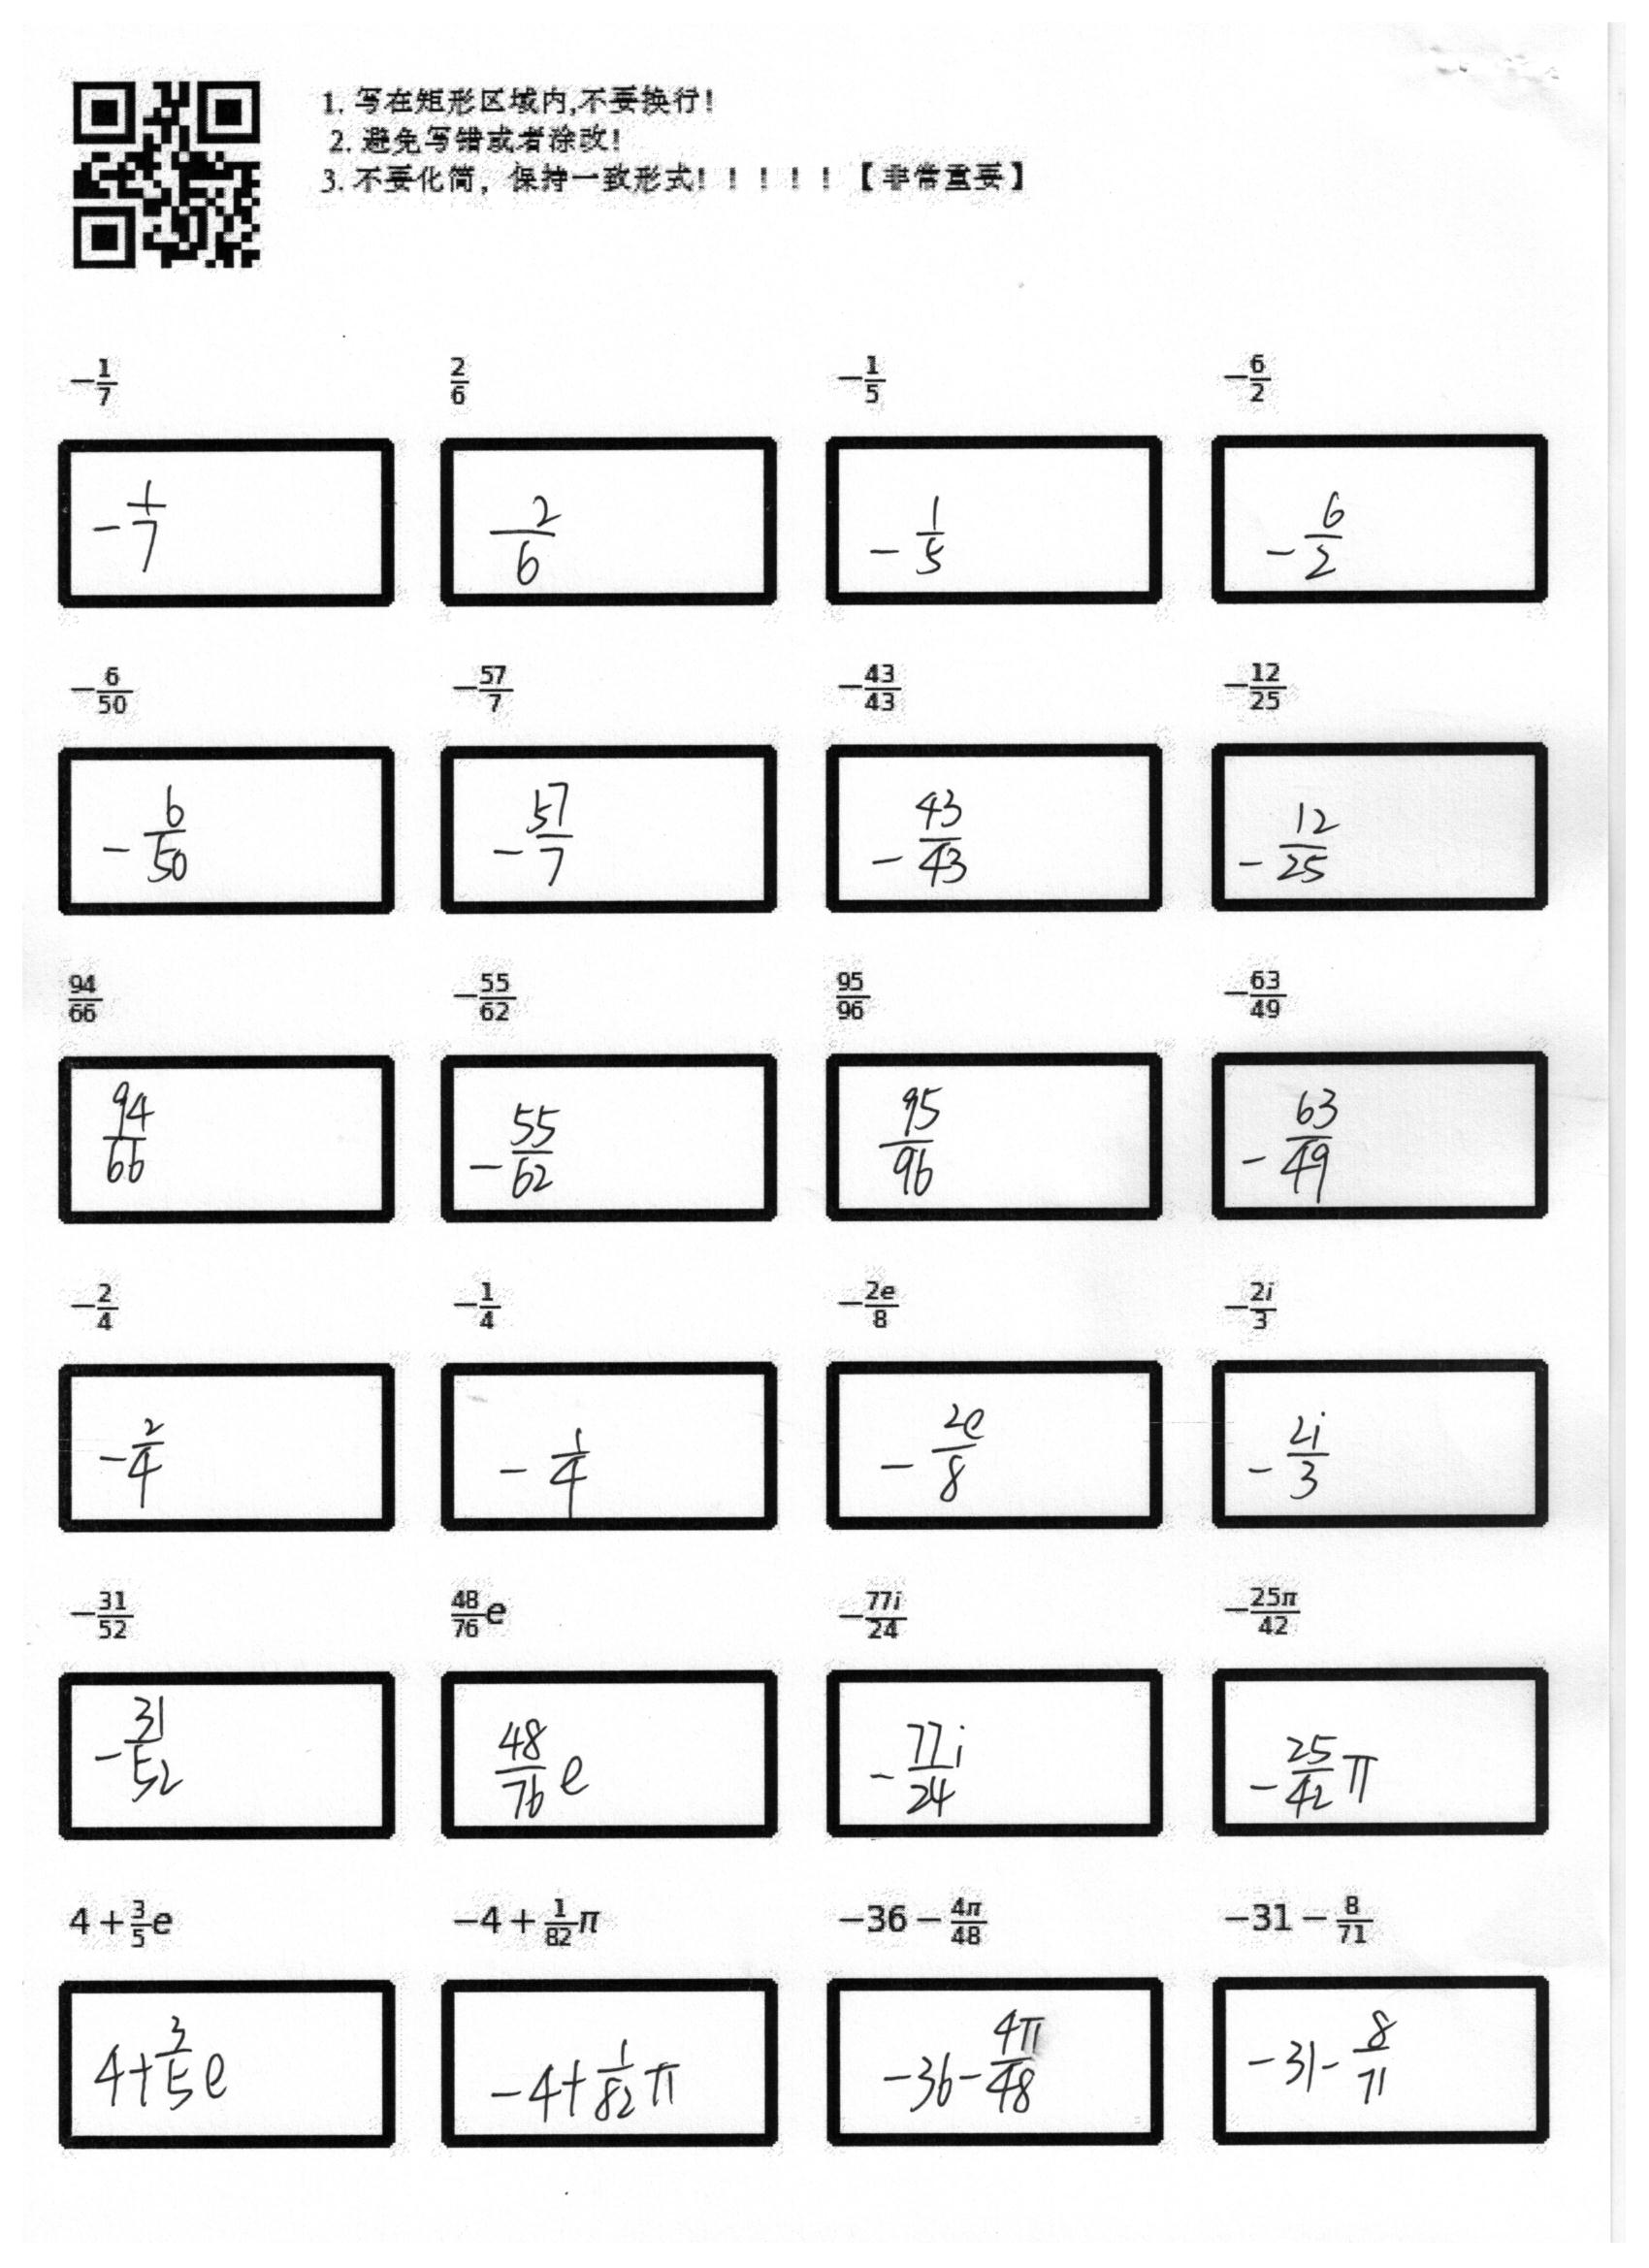 1. 写在矩形区域内,不要换行!
2. 避免写错或者涂改!
3. 不要化简，保持一致形式!！！！！【非常重要】
-\frac{1}{7} \frac{2}{6} -\frac{1}{5} -\frac{6}{2}
-\frac{1}{7} \frac{2}{6} -\frac{1}{5} -\frac{6}{2}
-\frac{6}{50} -\frac{57}{7} -\frac{43}{43} -\frac{12}{25}
-\frac{6}{50} -\frac{57}{7} -\frac{43}{43} -\frac{12}{25}
\frac{94}{66} -\frac{55}{62} \frac{95}{96} -\frac{63}{49}
\frac{94}{66} -\frac{55}{62} \frac{95}{96} -\frac{63}{49}
-\frac{2}{4} -\frac{1}{4} -\frac{2e}{8} -\frac{2i}{3}
-\frac{2}{4} -\frac{1}{4} -\frac{2e}{8} -\frac{2i}{3}
-\frac{31}{52} \frac{48}{76}e -\frac{77i}{24} -\frac{25π}{42}
-\frac{31}{52} \frac{48}{76}e -\frac{77i}{24} -\frac{25}{42}π
4+\frac{3}{5}e -4+\frac{1}{82}π -36-\frac{4π}{48} -31-\frac{8}{71}
4+\frac{3}{5}e -4+\frac{1}{82}π -36-\frac{4π}{48} -31-\frac{8}{71}